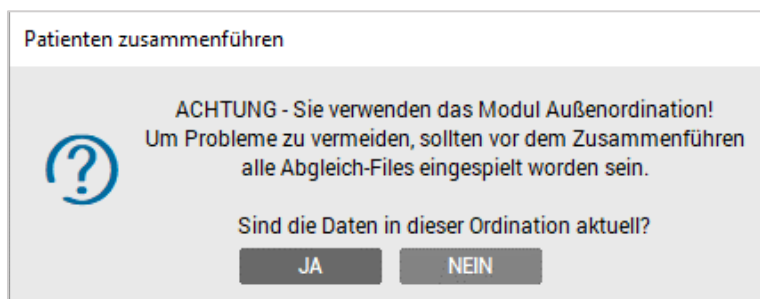 Patienten zusammenführen
ACHTUNG - Sie verwenden das Modul Außenordination!
Um Probleme zu vermeiden, sollten vor dem Zusammenführen
alle Abgleich-Files eingespielt worden sein.
Sind die Daten in dieser Ordination aktuell?
JA NEIN